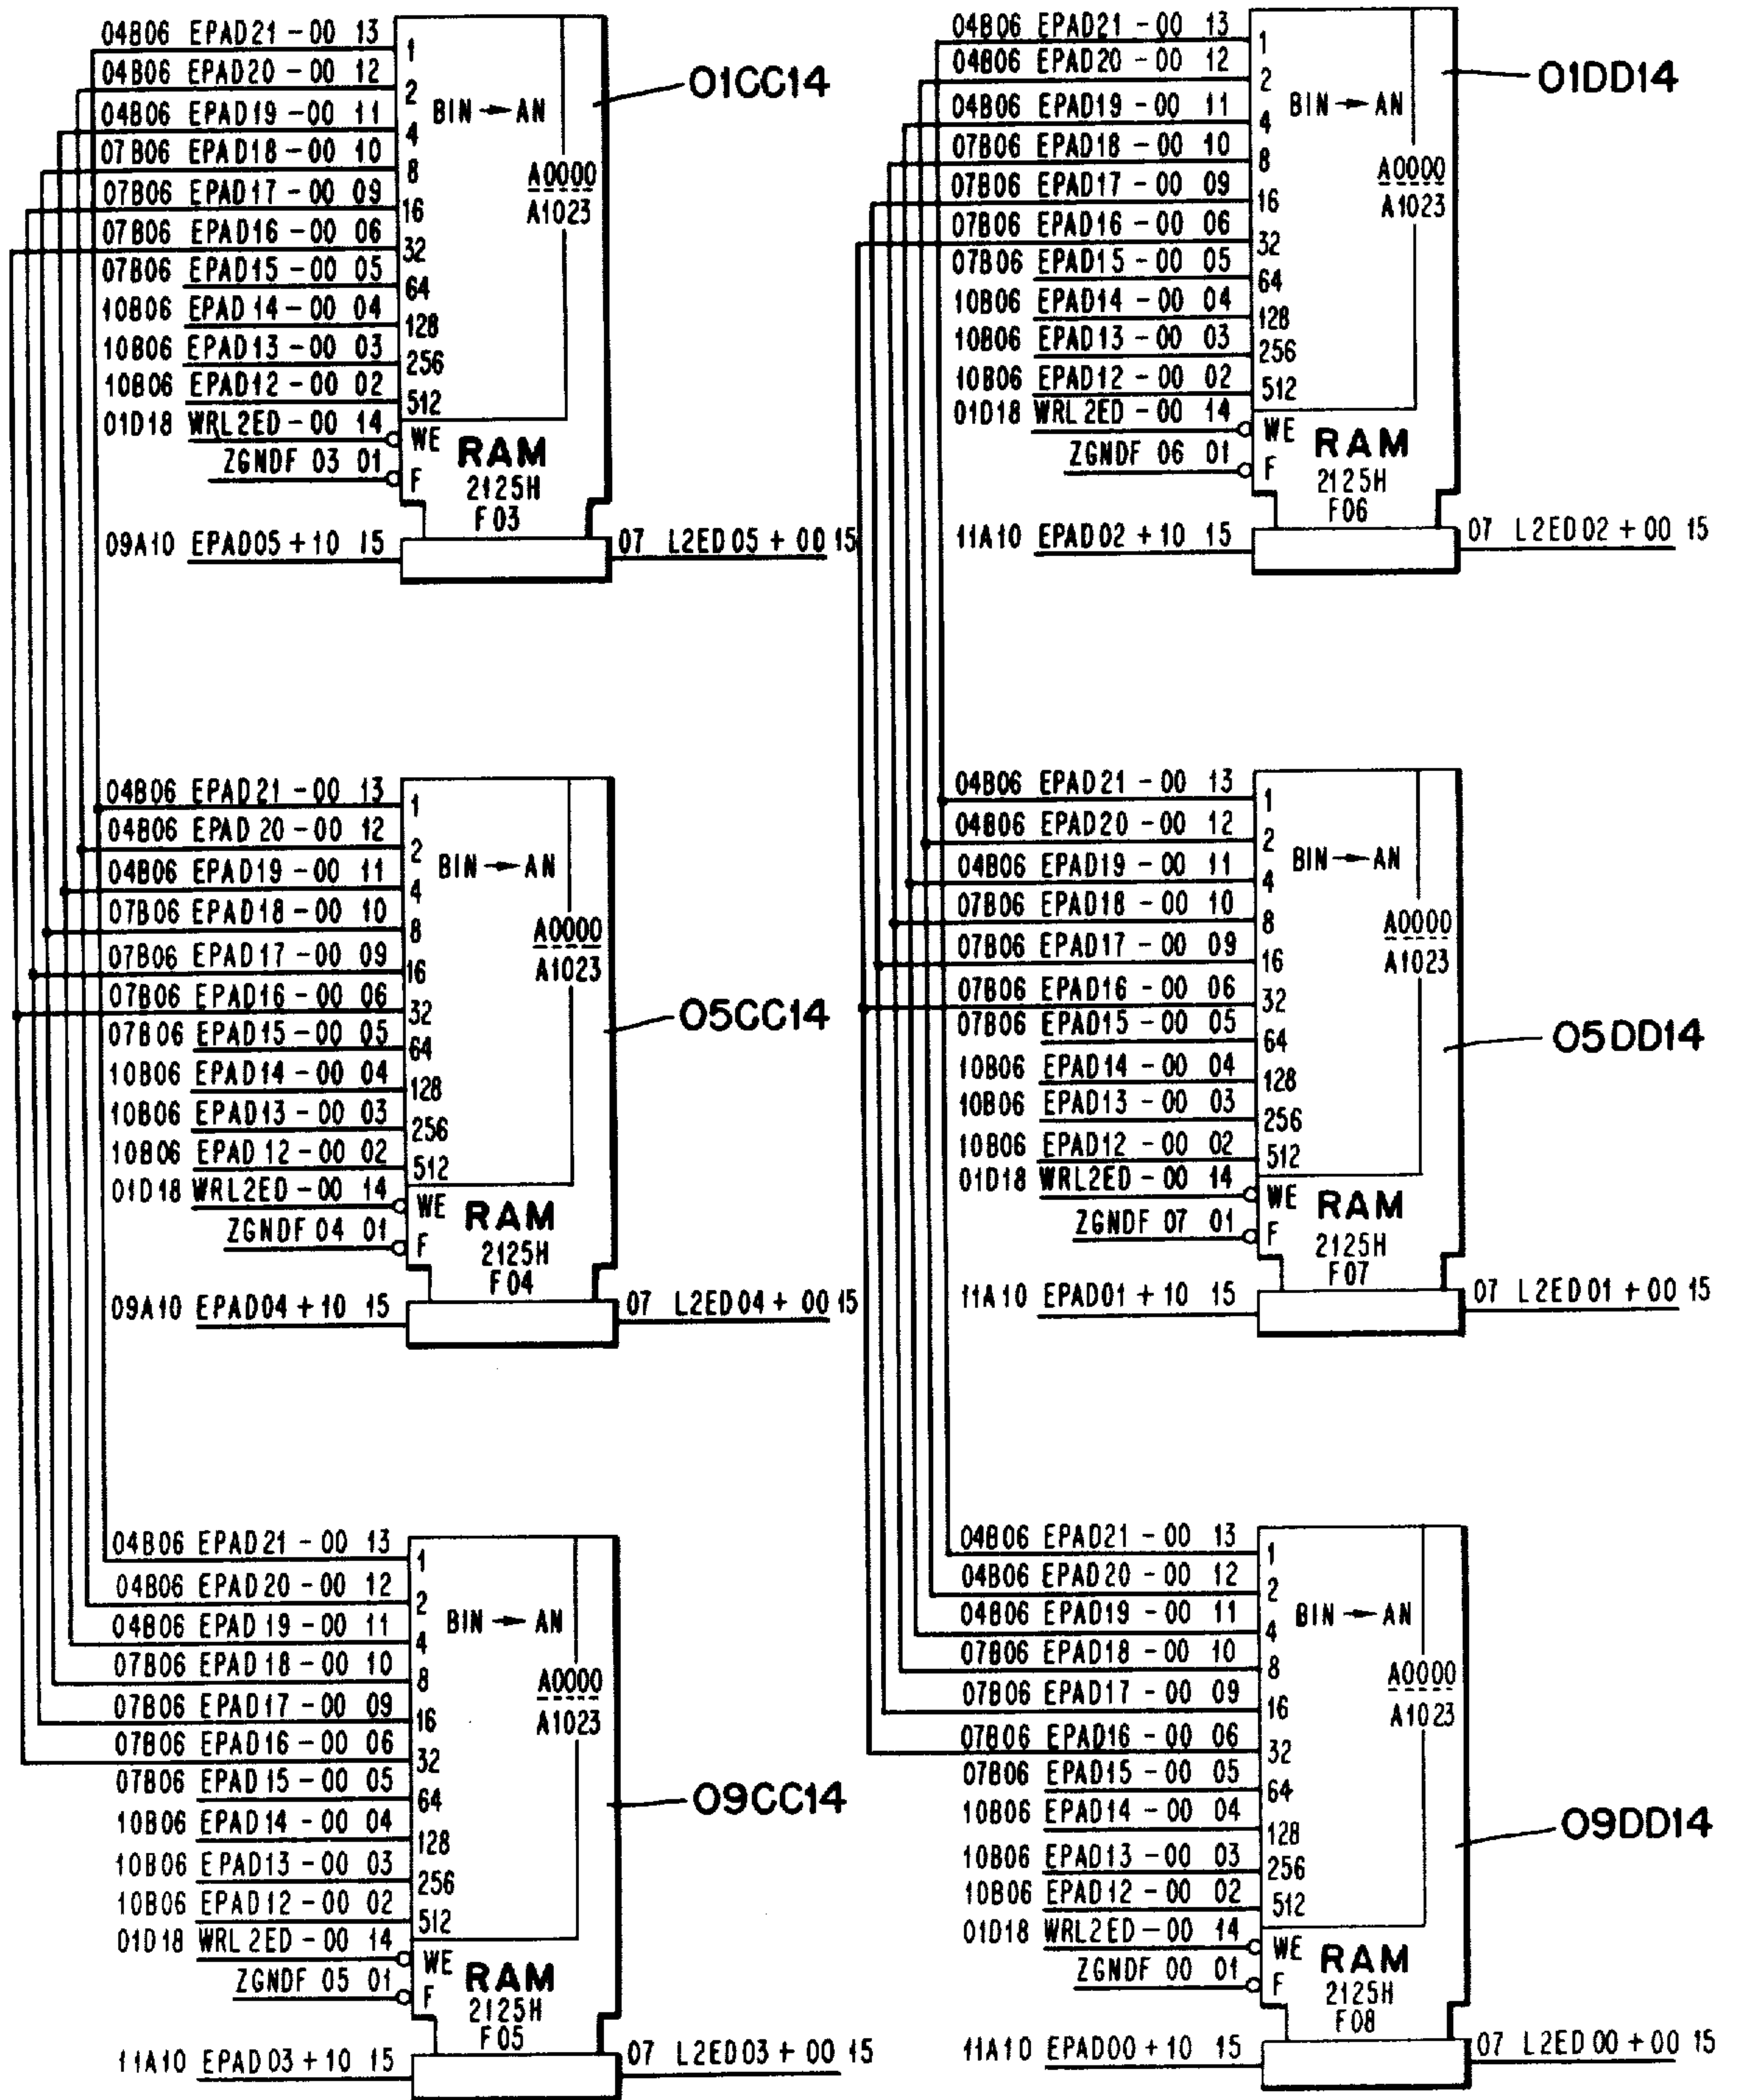 04B06 EPAD21-00 13 1
04B06 EPAD20-00 12 2
04B06 EPAD19-00 11 4
07B06 EPAD18-00 10 8
07B06 EPAD17-00 09 16
07B06 EPAD16-00 06 32
07B06 EPAD15-00 05 64
10B06 EPAD14-00 04 128
10B06 EPAD13-00 03 256
10B06 EPAD12-00 02 512
01D18 WRL2ED-00 14 WE
ZGNDF 03 01 F
BIN→AN
A0000
A1023
RAM
2125H
F03
09A10 EPAD05+10 15
07 L2ED05+00 15
01CC14
04B06 EPAD21-00 13 1
04B06 EPAD20-00 12 2
04B06 EPAD19-00 11 4
07B06 EPAD18-00 10 8
07B06 EPAD17-00 09 16
07B06 EPAD16-00 06 32
07B06 EPAD15-00 05 64
10B06 EPAD14-00 04 128
10B06 EPAD13-00 03 256
10B06 EPAD12-00 02 512
01D18 WRL2ED-00 14 WE
ZGNDF 06 01 F
BIN→AN
A0000
A1023
RAM
2125H
F06
11A10 EPAD02+10 15
07 L2ED02+00 15
01DD14
04B06 EPAD21-00 13 1
04B06 EPAD20-00 12 2
04B06 EPAD19-00 11 4
07B06 EPAD18-00 10 8
07B06 EPAD17-00 09 16
07B06 EPAD16-00 06 32
07B06 EPAD15-00 05 64
10B06 EPAD14-00 04 128
10B06 EPAD13-00 03 256
10B06 EPAD12-00 02 512
01D18 WRL2ED-00 14 WE
ZGNDF 04 01 F
BIN→AN
A0000
A1023
RAM
2125H
F04
09A10 EPAD04+10 15
07 L2ED04+00 15
05CC14
04B06 EPAD21-00 13 1
04B06 EPAD20-00 12 2
04B06 EPAD19-00 11 4
07B06 EPAD18-00 10 8
07B06 EPAD17-00 09 16
07B06 EPAD16-00 06 32
07B06 EPAD15-00 05 64
10B06 EPAD14-00 04 128
10B06 EPAD13-00 03 256
10B06 EPAD12-00 02 512
01D18 WRL2ED-00 14 WE
ZGNDF 07 01 F
BIN→AN
A0000
A1023
RAM
2125H
F07
11A10 EPAD01+10 15
07 L2ED01+00 15
05DD14
04B06 EPAD21-00 13 1
04B06 EPAD20-00 12 2
04B06 EPAD19-00 11 4
07B06 EPAD18-00 10 8
07B06 EPAD17-00 09 16
07B06 EPAD16-00 06 32
07B06 EPAD15-00 05 64
10B06 EPAD14-00 04 128
10B06 EPAD13-00 03 256
10B06 EPAD12-00 02 512
01D18 WRL2ED-00 14 WE
ZGNDF 05 01 F
BIN→AN
A0000
A1023
RAM
2125H
F05
11A10 EPAD03+10 15
07 L2ED03+00 15
09CC14
04B06 EPAD21-00 13 1
04B06 EPAD20-00 12 2
04B06 EPAD19-00 11 4
07B06 EPAD18-00 10 8
07B06 EPAD17-00 09 16
07B06 EPAD16-00 06 32
07B06 EPAD15-00 05 64
10B06 EPAD14-00 04 128
10B06 EPAD13-00 03 256
10B06 EPAD12-00 02 512
01D18 WRL2ED-00 14 WE
ZGNDF 00 01 F
BIN→AN
A0000
A1023
RAM
2125H
F08
11A10 EPAD00+10 15
07 L2ED00+00 15
09DD14